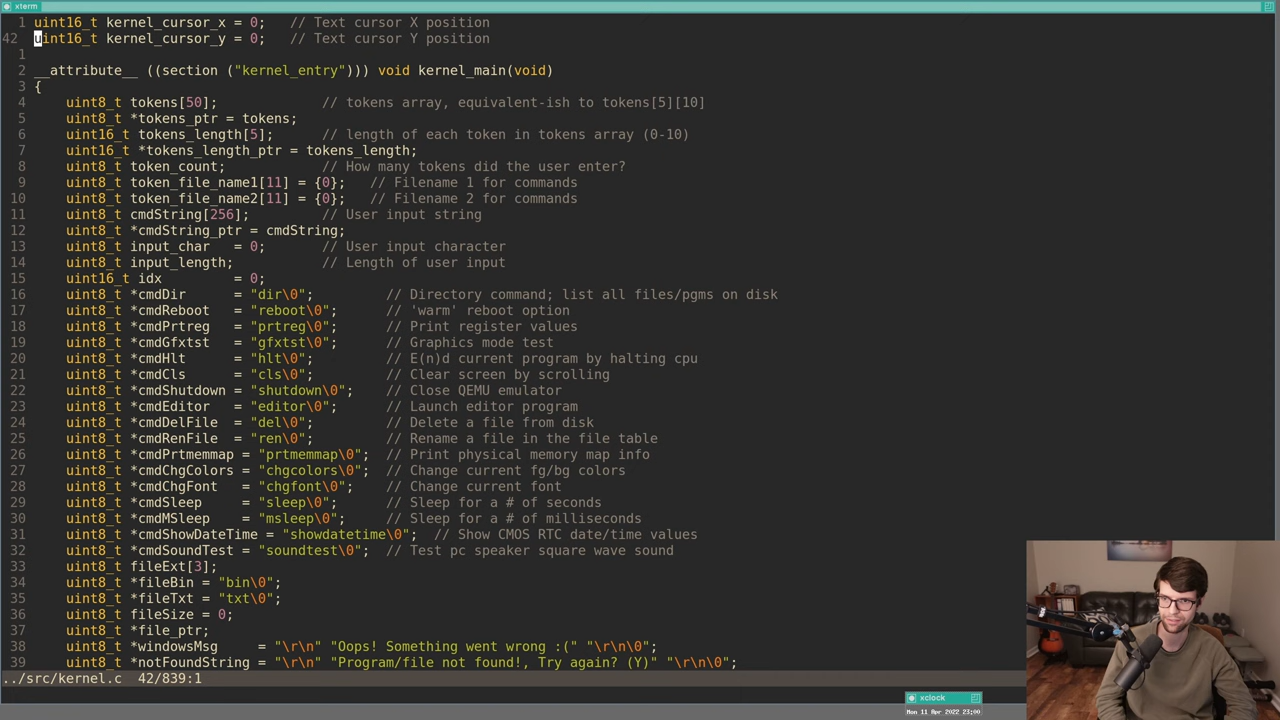 xterm
1 uint16_t kernel_cursor_x = 0;   // Text cursor X position
42 uint16_t kernel_cursor_y = 0;   // Text cursor Y position
1
2 __attribute__ ((section ("kernel_entry"))) void kernel_main(void)
3 {
4     uint8_t tokens[50];             // tokens array, equivalent-ish to tokens[5][10]
5     uint8_t *tokens_ptr = tokens;
6     uint16_t tokens_length[5];      // length of each token in tokens array (0-10)
7     uint16_t *tokens_length_ptr = tokens_length;
8     uint8_t token_count;            // How many tokens did the user enter?
9     uint8_t token_file_name1[11] = {0};   // Filename 1 for commands
10     uint8_t token_file_name2[11] = {0};   // Filename 2 for commands
11     uint8_t cmdString[256];         // User input string
12     uint8_t *cmdString_ptr = cmdString;
13     uint8_t input_char   = 0;       // User input character
14     uint8_t input_length;           // Length of user input
15     uint16_t idx         = 0;
16     uint8_t *cmdDir      = "dir\0";         // Directory command; list all files/pgms on disk
17     uint8_t *cmdReboot   = "reboot\0";      // 'warm' reboot option
18     uint8_t *cmdPrtreg   = "prtreg\0";      // Print register values
19     uint8_t *cmdGfxtst   = "gfxtst\0";      // Graphics mode test
20     uint8_t *cmdHlt      = "hlt\0";         // E(n)d current program by halting cpu
21     uint8_t *cmdCls      = "cls\0";         // Clear screen by scrolling
22     uint8_t *cmdShutdown = "shutdown\0";    // Close QEMU emulator
23     uint8_t *cmdEditor   = "editor\0";      // Launch editor program
24     uint8_t *cmdDelFile  = "del\0";         // Delete a file from disk
25     uint8_t *cmdRenFile  = "ren\0";         // Rename a file in the file table
26     uint8_t *cmdPrtmemmap = "prtmemmap\0";  // Print physical memory map info
27     uint8_t *cmdChgColors = "chgcolors\0";  // Change current fg/bg colors
28     uint8_t *cmdChgFont   = "chgfont\0";    // Change current font
29     uint8_t *cmdSleep     = "sleep\0";      // Sleep for a # of seconds
30     uint8_t *cmdMSleep    = "msleep\0";     // Sleep for a # of milliseconds
31     uint8_t *cmdShowDateTime = "showdatetime\0";  // Show CMOS RTC date/time values
32     uint8_t *cmdSoundTest = "soundtest\0";  // Test pc speaker square wave sound
33     uint8_t fileExt[3];
34     uint8_t *fileBin = "bin\0";
35     uint8_t *fileTxt = "txt\0";
36     uint8_t fileSize = 0;
37     uint8_t *file_ptr;
38     uint8_t *windowsMsg     = "\r\n" "Oops! Something went wrong :(" "\r\n\0";
39     uint8_t *notFoundString = "\r\n" "Program/file not found!, Try again? (Y)" "\r\n\0";
../src/kernel.c  42/839:1
xclock
Mon 11 Apr 2022 23:00